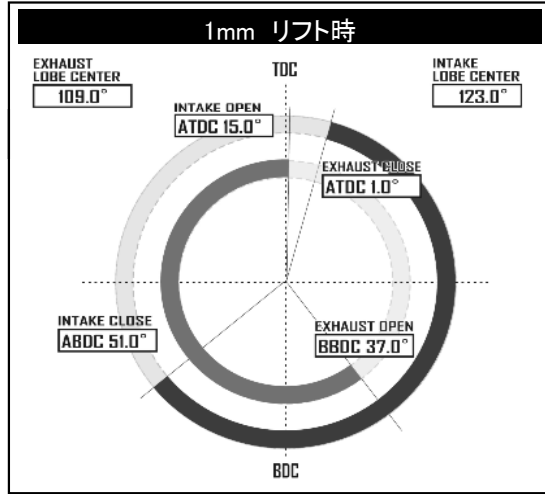 1mm リフト時
EXHAUST
LOBE CENTER
109.0°
TDC
INTAKE
LOBE CENTER
123.0°
INTAKE OPEN
ATDC 15.0°
EXHAUST CLOSE
ATDC 1.0°
INTAKE CLOSE
ABDC 51.0°
EXHAUST OPEN
BBDC 37.0°
BDC